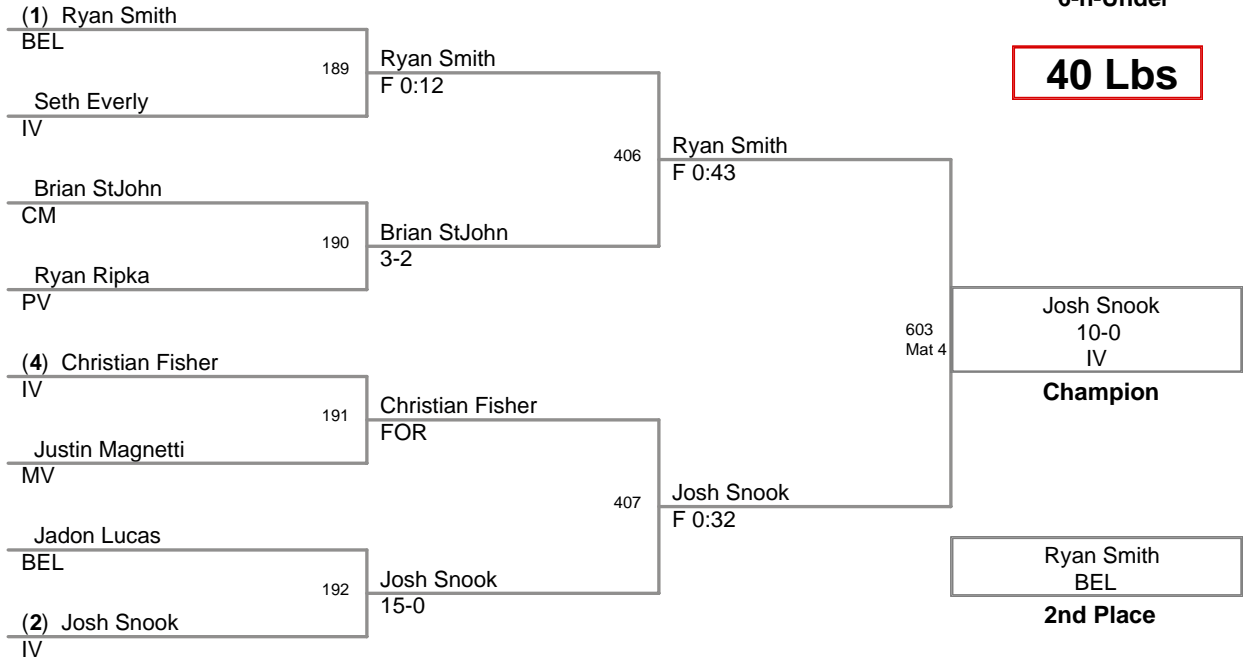 6-n-Under
40 Lbs
(1) Ryan Smith
BEL
189
Seth Everly
IV
Ryan Smith
F 0:12
Brian StJohn
CM
190
Ryan Ripka
PV
Brian StJohn
3-2
406
Ryan Smith
F 0:43
(4) Christian Fisher
IV
191
Justin Magnetti
MV
Christian Fisher
FOR
Jadon Lucas
BEL
192
(2) Josh Snook
IV
Josh Snook
15-0
407
Josh Snook
F 0:32
603
Mat 4
Josh Snook
10-0
IV
Champion
Ryan Smith
BEL
2nd Place